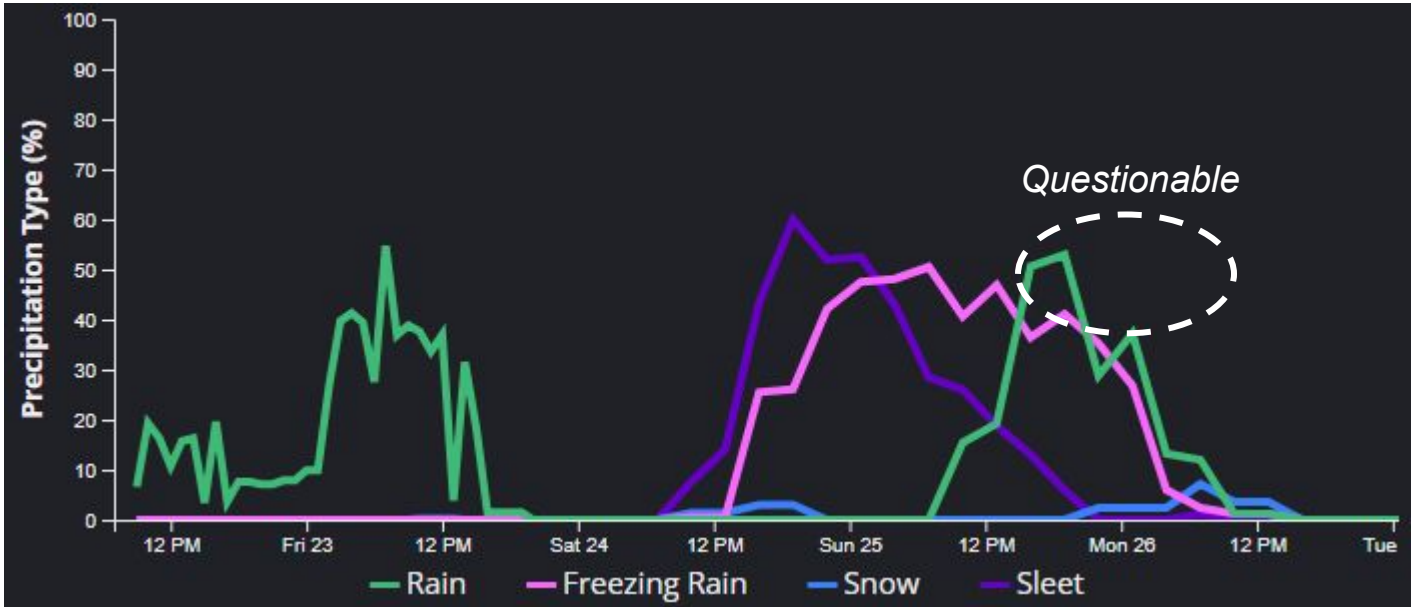 100
90
80
70
60
50
40
30
20
10
0
Precipitation Type (%)
Questionable
12 PM Fri 23 12 PM Sat 24 12 PM Sun 25 12 PM Mon 26 12 PM Tue
Rain Freezing Rain Snow Sleet